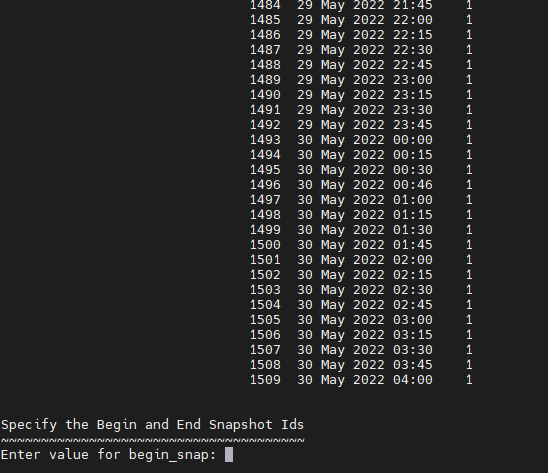 1484 29 May 2022 21:45 1
1485 29 May 2022 22:00 1
1486 29 May 2022 22:15 1
1487 29 May 2022 22:30 1
1488 29 May 2022 22:45 1
1489 29 May 2022 23:00 1
1490 29 May 2022 23:15 1
1491 29 May 2022 23:30 1
1492 29 May 2022 23:45 1
1493 30 May 2022 00:00 1
1494 30 May 2022 00:15 1
1495 30 May 2022 00:30 1
1496 30 May 2022 00:46 1
1497 30 May 2022 01:00 1
1498 30 May 2022 01:15 1
1499 30 May 2022 01:30 1
1500 30 May 2022 01:45 1
1501 30 May 2022 02:00 1
1502 30 May 2022 02:15 1
1503 30 May 2022 02:30 1
1504 30 May 2022 02:45 1
1505 30 May 2022 03:00 1
1506 30 May 2022 03:15 1
1507 30 May 2022 03:30 1
1508 30 May 2022 03:45 1
1509 30 May 2022 04:00 1
Specify the Begin and End Snapshot Ids
~~~~~~~~~~~~~~~~~~~~~~~~~~~~~~~~~~~~~~
Enter value for begin_snap: